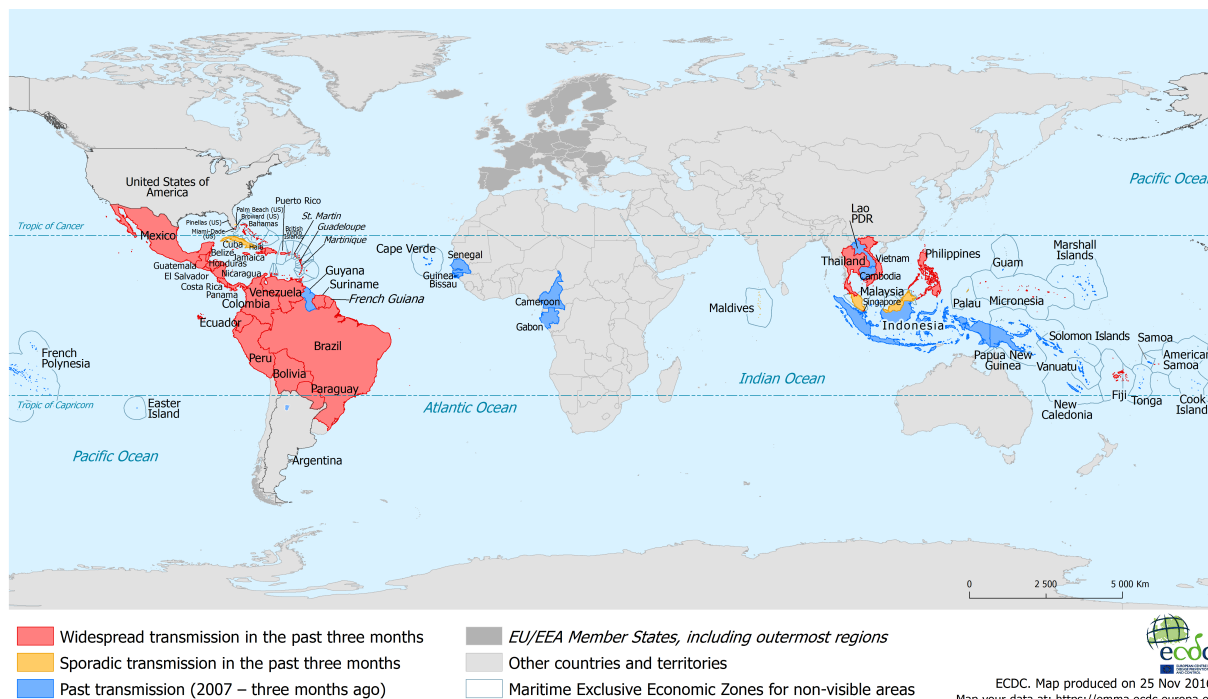 United States of
America
Puerto Rico
Palm Beach (US)
Broward (US)
Pinellas (US)
Miami-Dade
(US)
Bahamas
St. Martin
Guadeloupe
Martinique
British
Islands
Tropic of Cancer
Mexico
Cuba
Haiti
Belize
Jamaica
Honduras
Guatemala
El Salvador
Nicaragua
Costa Rica
Panama
Venezuela
Colombia
Guyana
Suriname
French Guiana
Ecuador
Brazil
Peru
Bolivia
Paraguay
Argentina
French
Polynesia
Tropic of Capricorn
Easter
Island
Pacific Ocean
Atlantic Ocean
Cape Verde
Senegal
Guinea-
Bissau
Cameroon
Gabon
Maldives
Indian Ocean
Lao
PDR
Thailand
Vietnam
Cambodia
Philippines
Malaysia
Singapore
Indonesia
Guam
Marshall
Islands
Palau
Micronesia
Papua New
Guinea
Solomon Islands
Samoa
American
Samoa
Vanuatu
New
Caledonia
Fiji
Tonga
Cook
Island
Pacific Ocea
0 2 500 5 000 Km
Widespread transmission in the past three months
Sporadic transmission in the past three months
Past transmission (2007 – three months ago)
EU/EEA Member States, including outermost regions
Other countries and territories
Maritime Exclusive Economic Zones for non-visible areas
ecdc
ECDC. Map produced on 25 Nov 2016